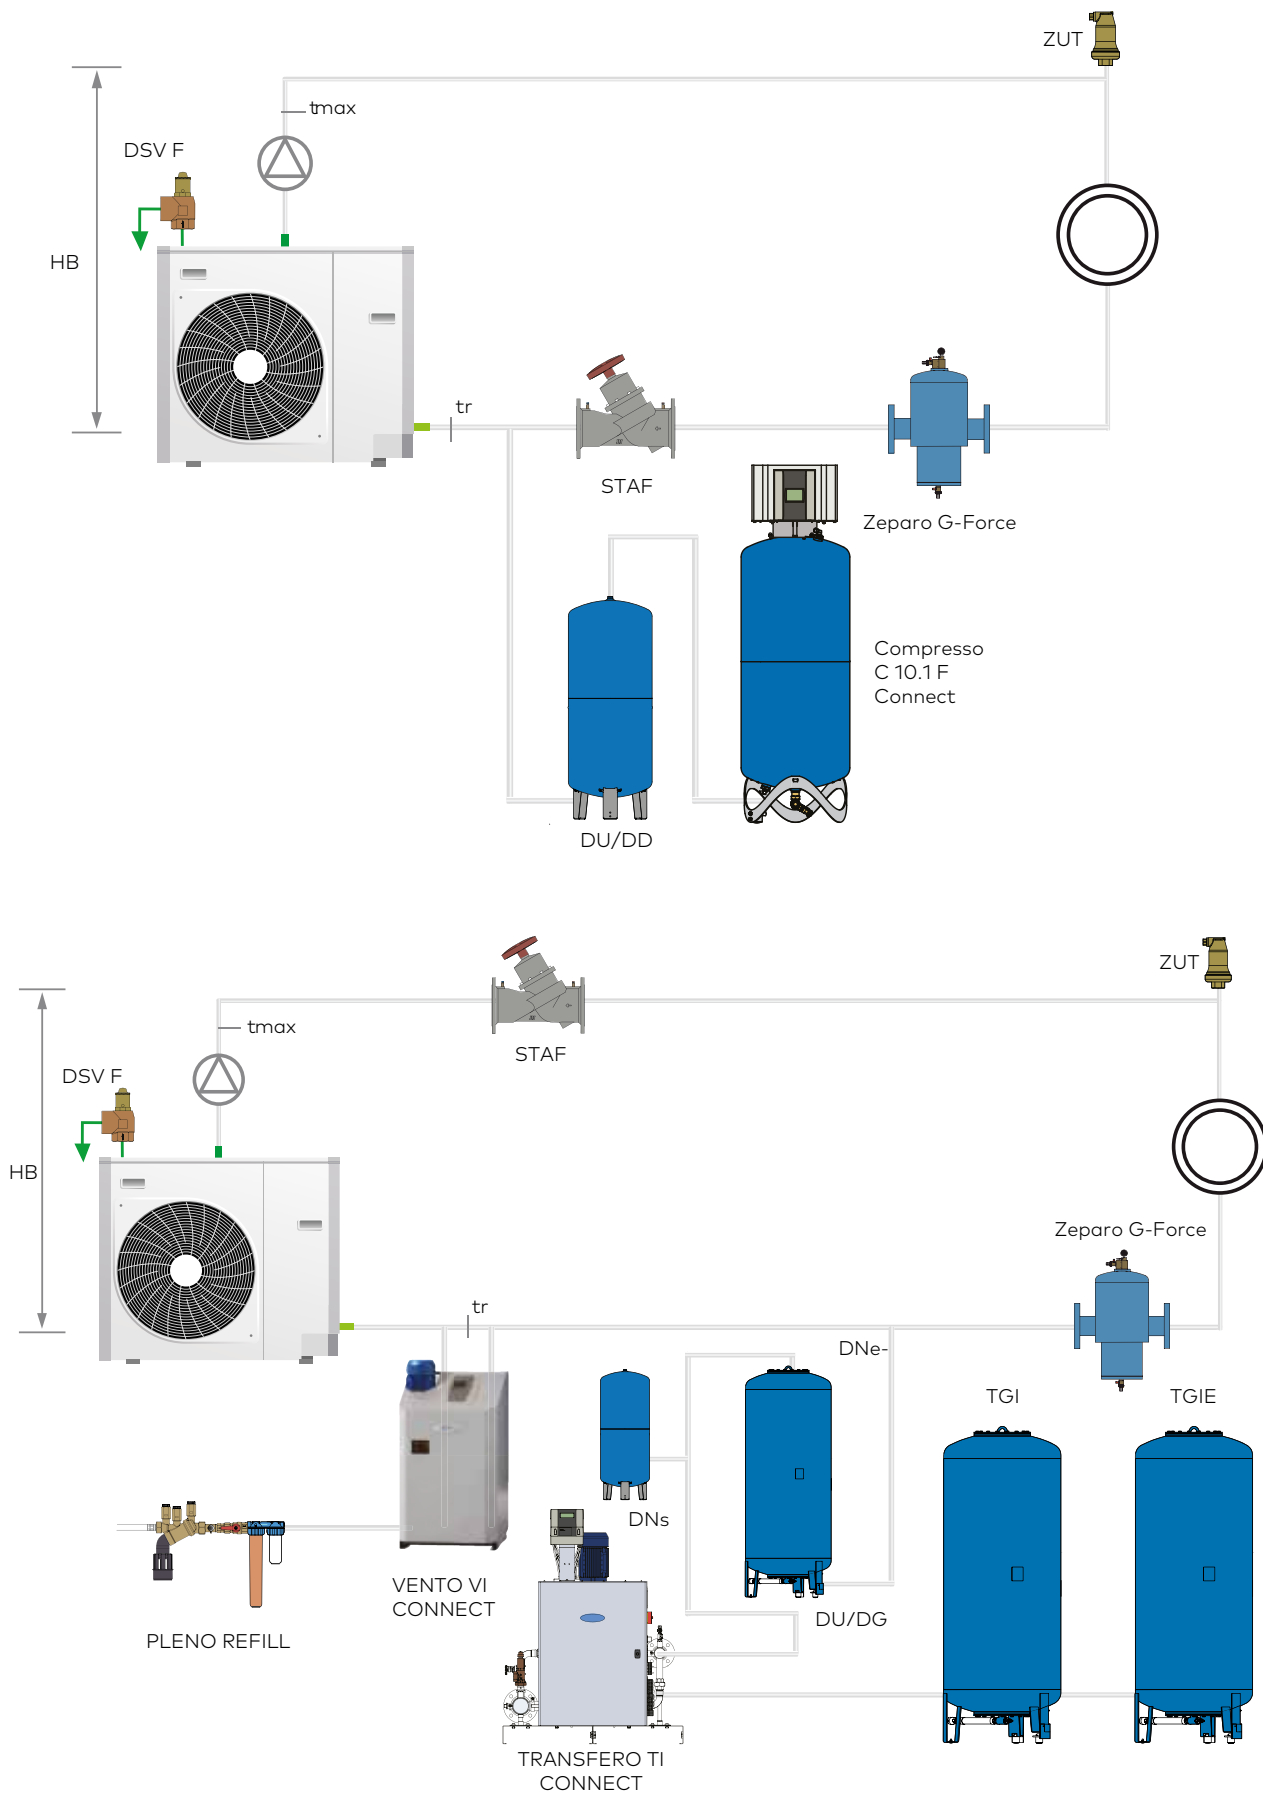 ZUT
tmax
DSV F
HB
tr
STAF
Zeparo G-Force
Compresso
C 10.1 F
Connect
DU/DD
ZUT
tmax
STAF
DSV F
HB
Zeparo G-Force
tr
DNe-
TGI
TGIE
DNs
VENTO VI
CONNECT
DU/DG
PLENO REFILL
TRANSFERO TI
CONNECT